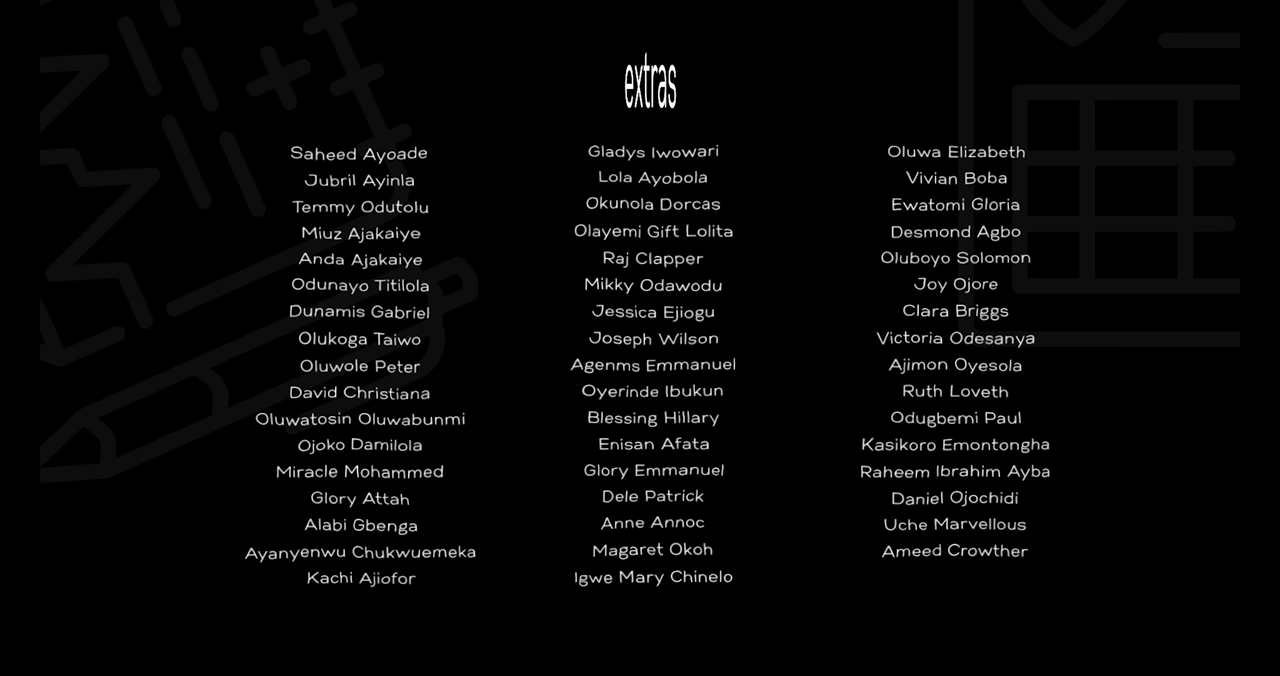 extras
Saheed Ayoade
Jubril Ayinla
Temmy Odutolu
Miuz Ajakaiye
Anda Ajakaiye
Odunayo Titilola
Dunamis Gabriel
Olukoga Taiwo
Oluwole Peter
David Christiana
Oluwatosin Oluwabunmi
Ojoko Damilola
Miracle Mohammed
Glory Attah
Alabi Gbenga
Ayanyenwu Chukwuemeka
Kachi Ajiofor
Gladys Iwowari
Lola Ayobola
Okunola Dorcas
Olayemi Gift Lolita
Raj Clapper
Mikky Odawodu
Jessica Ejiogu
Joseph Wilson
Agenms Emmanuel
Oyerinde Ibukun
Blessing Hillary
Enisan Afata
Glory Emmanuel
Dele Patrick
Anne Annoc
Magaret Okoh
Igwe Mary Chinelo
Oluwa Elizabeth
Vivian Boba
Ewatomi Gloria
Desmond Agbo
Oluboyo Solomon
Joy Ojore
Clara Briggs
Victoria Odesanya
Ajimon Oyesola
Ruth Loveth
Odugbemi Paul
Kasikoro Emontongha
Raheem Ibrahim Ayba
Daniel Ojochidi
Uche Marvellous
Ameed Crowther